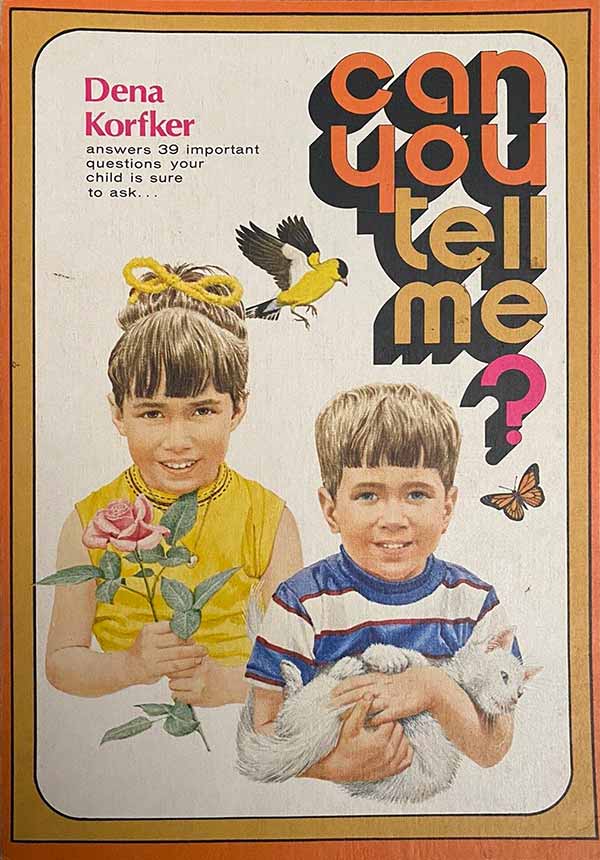 Dena
Korfker
answers 39 important
questions your
child is sure
to ask...
can
you
tell
me
?